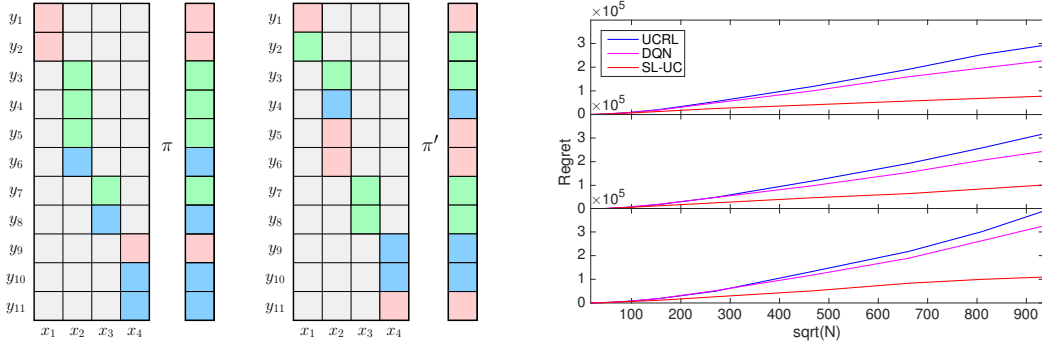 y1
y2
y3
y4
y5
y6
y7
y8
y9
y10
y11
x1 x2 x3 x4
π
y1
y2
y3
y4
y5
y6
y7
y8
y9
y10
y11
x1 x2 x3 x4
π′
×10^5
3
2
1
0
UCRL
DQN
SL-UC
×10^5
3
2
1
0
×10^5
3
2
1
0
Regret
100 200 300 400 500 600 700 800 900
sqrt(N)